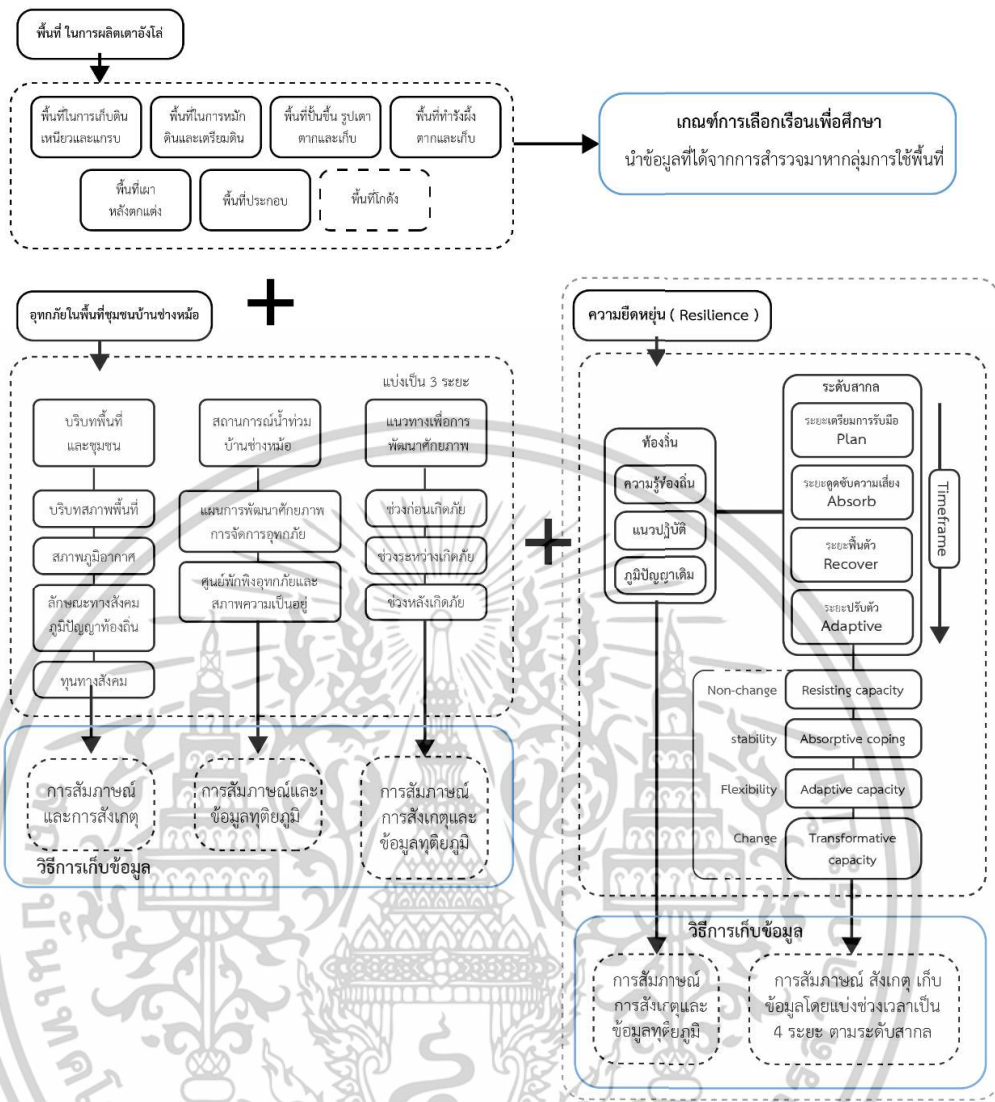 พื้นที่ ในการผลิตเตาอังโล่
พื้นที่ในการเก็บดิน
เหนียวและแกรบ
พื้นที่ในการหมัก
ดินและเตรียมดิน
พื้นที่ปั้นขึ้น รูปเตา
ตากและเก็บ
พื้นที่ทำรังผึ้ง
ตากและเก็บ
พื้นที่เผา
หลังตกแต่ง
พื้นที่ประกอบ
พื้นที่โกดัง
เกณฑ์การเลือกเรือนเพื่อศึกษา
นำข้อมูลที่ได้จากการสำรวจมาหากลุ่มการใช้พื้นที่
อุทกภัยในพื้นที่ชุมชนบ้านช่างหม้อ
แบ่งเป็น 3 ระยะ
บริบทพื้นที่
และชุมชน
บริบทสภาพพื้นที่
สภาพภูมิอากาศ
ลักษณะทางสังคม
ภูมิปัญญาท้องถิ่น
ทุนทางสังคม
สถานการณ์น้ำท่วม
บ้านช่างหม้อ
แผนการพัฒนาศักยภาพ
การจัดการอุทกภัย
ศูนย์พักพิงอุทกภัยและ
สภาพความเป็นอยู่
แนวทางเพื่อการ
พัฒนาศักยภาพ
ช่วงก่อนเกิดภัย
ช่วงระหว่างเกิดภัย
ช่วงหลังเกิดภัย
การสัมภาษณ์
และการสังเกตุ
การสัมภาษณ์และ
ข้อมูลทุติยภูมิ
การสัมภาษณ์
การสังเกตุและ
ข้อมูลทุติยภูมิ
วิธีการเก็บข้อมูล
ความยืดหยุ่น ( Resilience )
ท้องถิ่น
ความรู้ท้องถิ่น
แนวปฏิบัติ
ภูมิปัญญาเดิม
ระดับสากล
ระยะเตรียมการรับมือ
Plan
ระยะดูดซับความเสี่ยง
Absorb
ระยะฟื้นตัว
Recover
ระยะปรับตัว
Adaptive
Timeframe
Non-change
Resisting capacity
stability
Absorptive coping
Flexibility
Adaptive capacity
Change
Transformative
capacity
วิธีการเก็บข้อมูล
การสัมภาษณ์
การสังเกตุและ
ข้อมูลทุติยภูมิ
การสัมภาษณ์ สังเกตุ เก็บ
ข้อมูลโดยแบ่งช่วงเวลาเป็น
4 ระยะ ตามระดับสากล